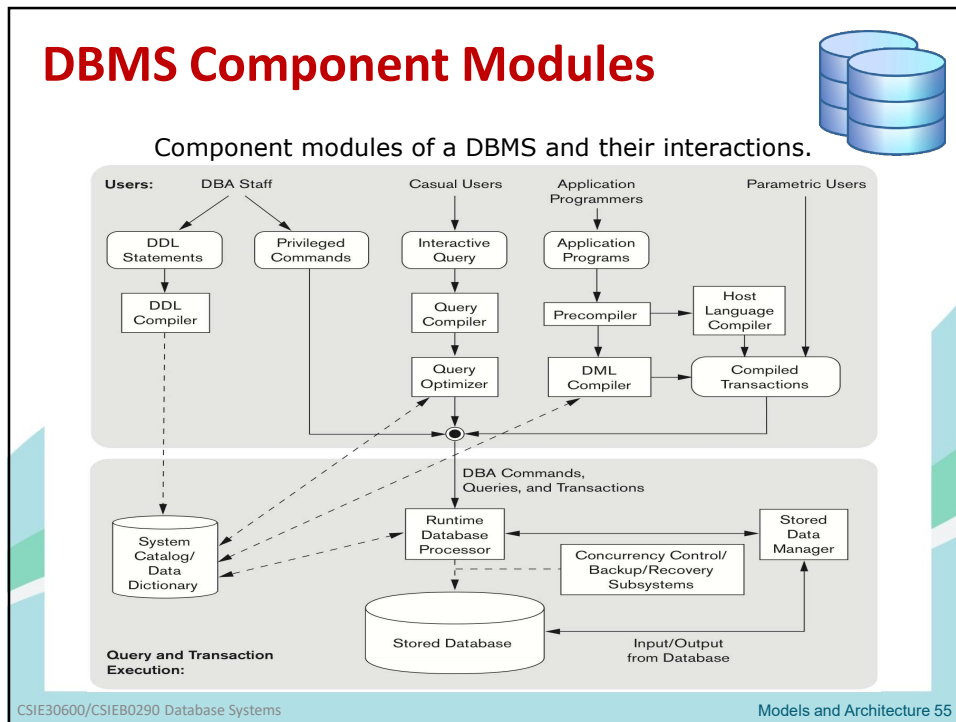 DBMS Component Modules
Component modules of a DBMS and their interactions.
Users:
DBA Staff
Casual Users
Application
Programmers
Parametric Users
DDL
Statements
Privileged
Commands
Interactive
Query
Application
Programs
DDL
Compiler
Query
Compiler
Precompiler
Host
Language
Compiler
Query
Optimizer
DML
Compiler
Compiled
Transactions
DBA Commands,
Queries, and Transactions
System
Catalog/
Data
Dictionary
Runtime
Database
Processor
Stored
Data
Manager
Concurrency Control/
Backup/Recovery
Subsystems
Stored Database
Input/Output
from Database
Query and Transaction
Execution:
CSIE30600/CSIEB0290 Database Systems
Models and Architecture 55